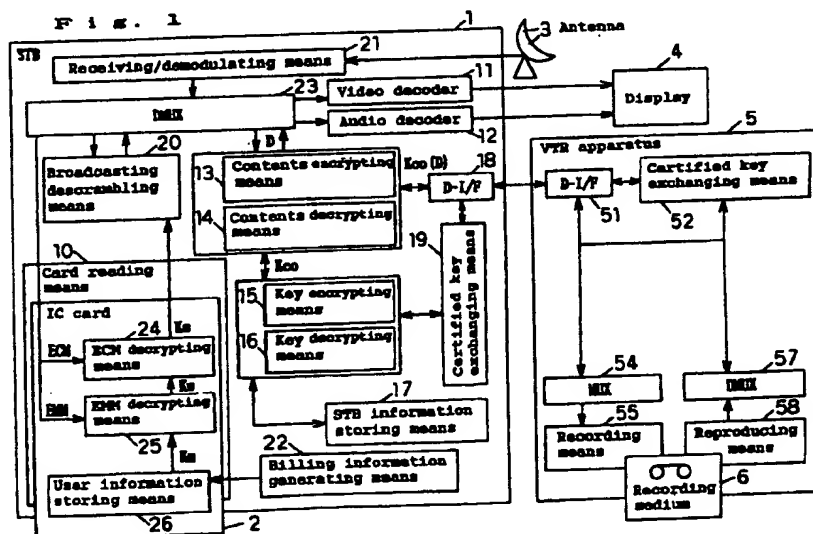 Fig. 1
1
STB
21
Receiving/demodulating means
3
Antenna
23
DMUX
11
Video decoder
4
Display
Audio decoder
12
20
Broadcasting
descrambling
means
D
13
Contents encrypting
means
14
Contents decrypting
means
Kco (D)
18
D-I/F
5
VTR apparatus
D-I/F
51
Certified key
exchanging means
52
10
Card reading
means
Kco
15
Key encrypting
means
16
Key decrypting
means
19
Certified key
exchanging means
IC card
Ks
24
ECM
ECM decrypting
means
EMM
EMM decrypting
means
25
17
STB information
storing means
22
Billing information
generating means
User information
storing means
26
2
54
MUX
57
DMUX
55
Recording
means
58
Reproducing
means
Recording
medium
6